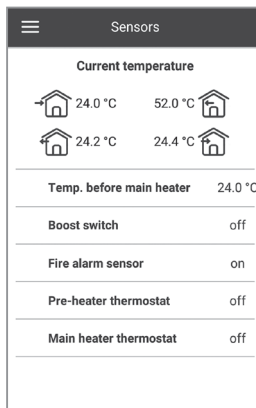 Sensors
Current temperature
24.0 °C 52.0 °C
24.2 °C 24.4 °C
Temp. before main heater 24.0 °C
Boost switch off
Fire alarm sensor on
Pre-heater thermostat off
Main heater thermostat off